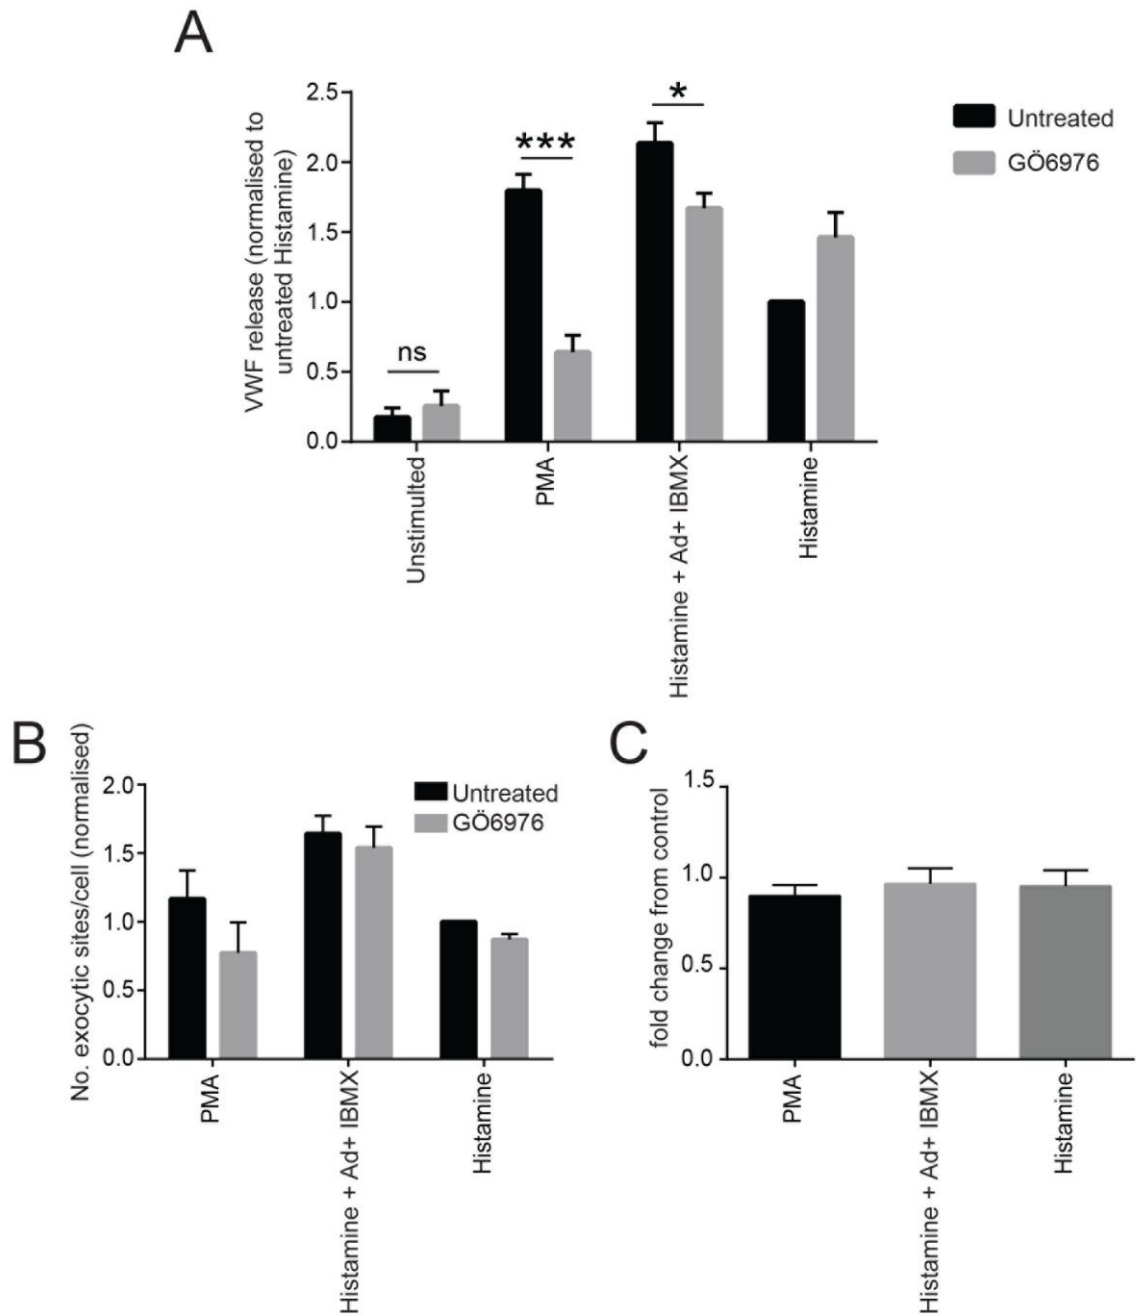 A
VWF release (normalised to
untreated Histamine)
2.5
2.0
1.5
1.0
0.5
0.0
ns
***
*
Untreated
GÖ6976
Unstimulted
PMA
Histamine + Ad+ IBMX
Histamine
B
No. exocytic sites/cell (normalised)
2.0
1.5
1.0
0.5
0.0
Untreated
GÖ6976
PMA
Histamine + Ad+ IBMX
Histamine
C
fold change from control
1.5
1.0
0.5
0.0
PMA
Histamine + Ad+ IBMX
Histamine